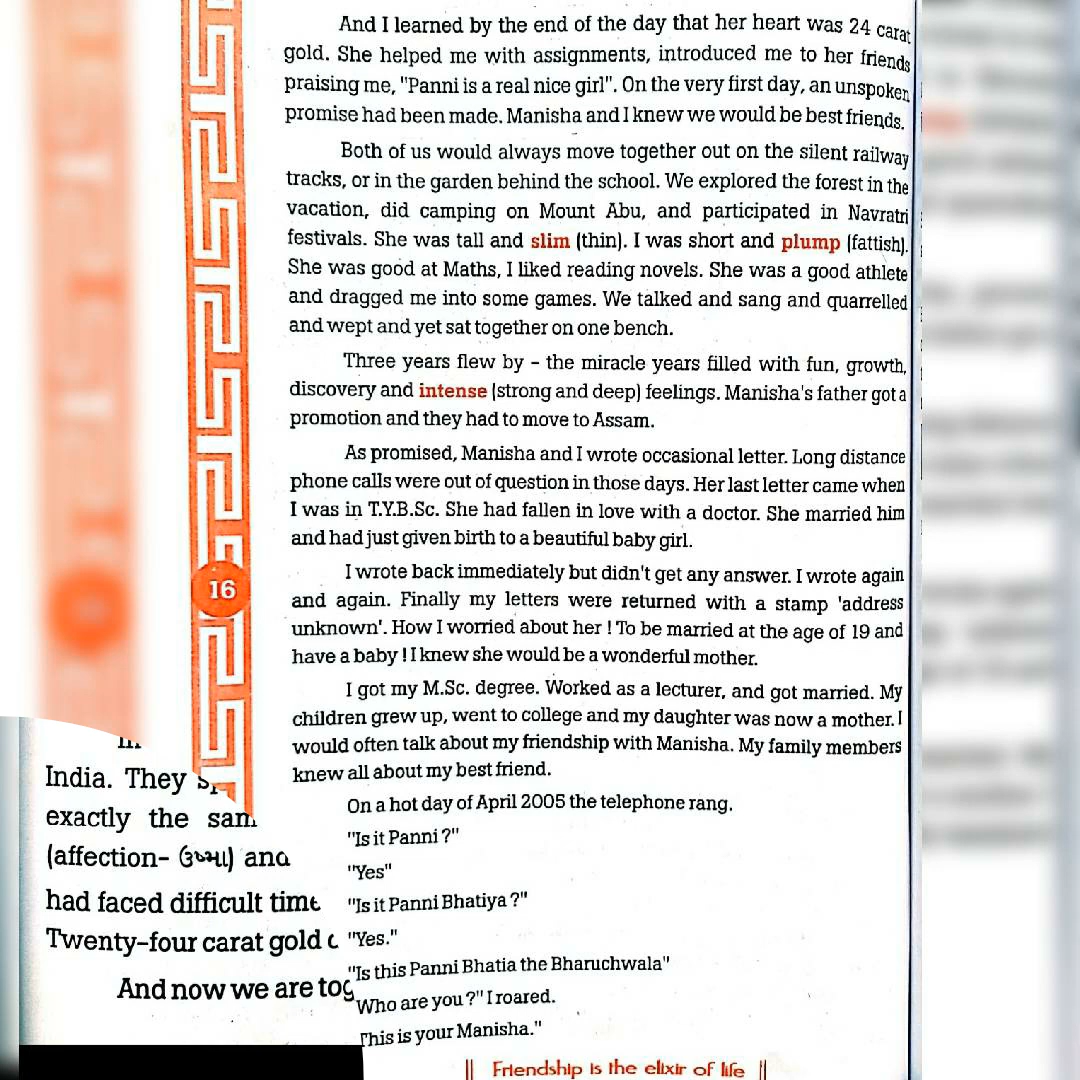 And I learned by the end of the day that her heart was 24 carat
gold. She helped me with assignments, introduced me to her friends
praising me, "Panni is a real nice girl". On the very first day, an unspoken
promise had been made. Manisha and I knew we would be best friends.
Both of us would always move together out on the silent railway
tracks, or in the garden behind the school. We explored the forest in the
vacation, did camping on Mount Abu, and participated in Navratri
festivals. She was tall and slim (thin). I was short and plump (fattish).
She was good at Maths, I liked reading novels. She was a good athlete
and dragged me into some games. We talked and sang and quarrelled
and wept and yet sat together on one bench.
Three years flew by - the miracle years filled with fun, growth,
discovery and intense (strong and deep) feelings. Manisha's father got a
promotion and they had to move to Assam.
As promised, Manisha and I wrote occasional letter. Long distance
phone calls were out of question in those days. Her last letter came when
I was in T.Y.B.Sc. She had fallen in love with a doctor. She married him
and had just given birth to a beautiful baby girl.
I wrote back immediately but didn't get any answer. I wrote again
and again. Finally my letters were returned with a stamp 'address
unknown'. How I worried about her ! To be married at the age of 19 and
have a baby ! I knew she would be a wonderful mother.
I got my M.Sc. degree. Worked as a lecturer, and got married. My
children grew up, went to college and my daughter was now a mother. I
would often talk about my friendship with Manisha. My family members
knew all about my best friend.
On a hot day of April 2005 the telephone rang.
"Is it Panni ?"
"Yes"
"Is it Panni Bhatiya ?"
"Yes."
"Is this Panni Bhatia the Bharuchwala"
Who are you ?" I roared.
This is your Manisha."
|| Friendship is the elixir of life ||
16
India. They
exactly the
(affection- ઉષ્મા) and
had faced difficult
Twenty-four carat gold
And now we are